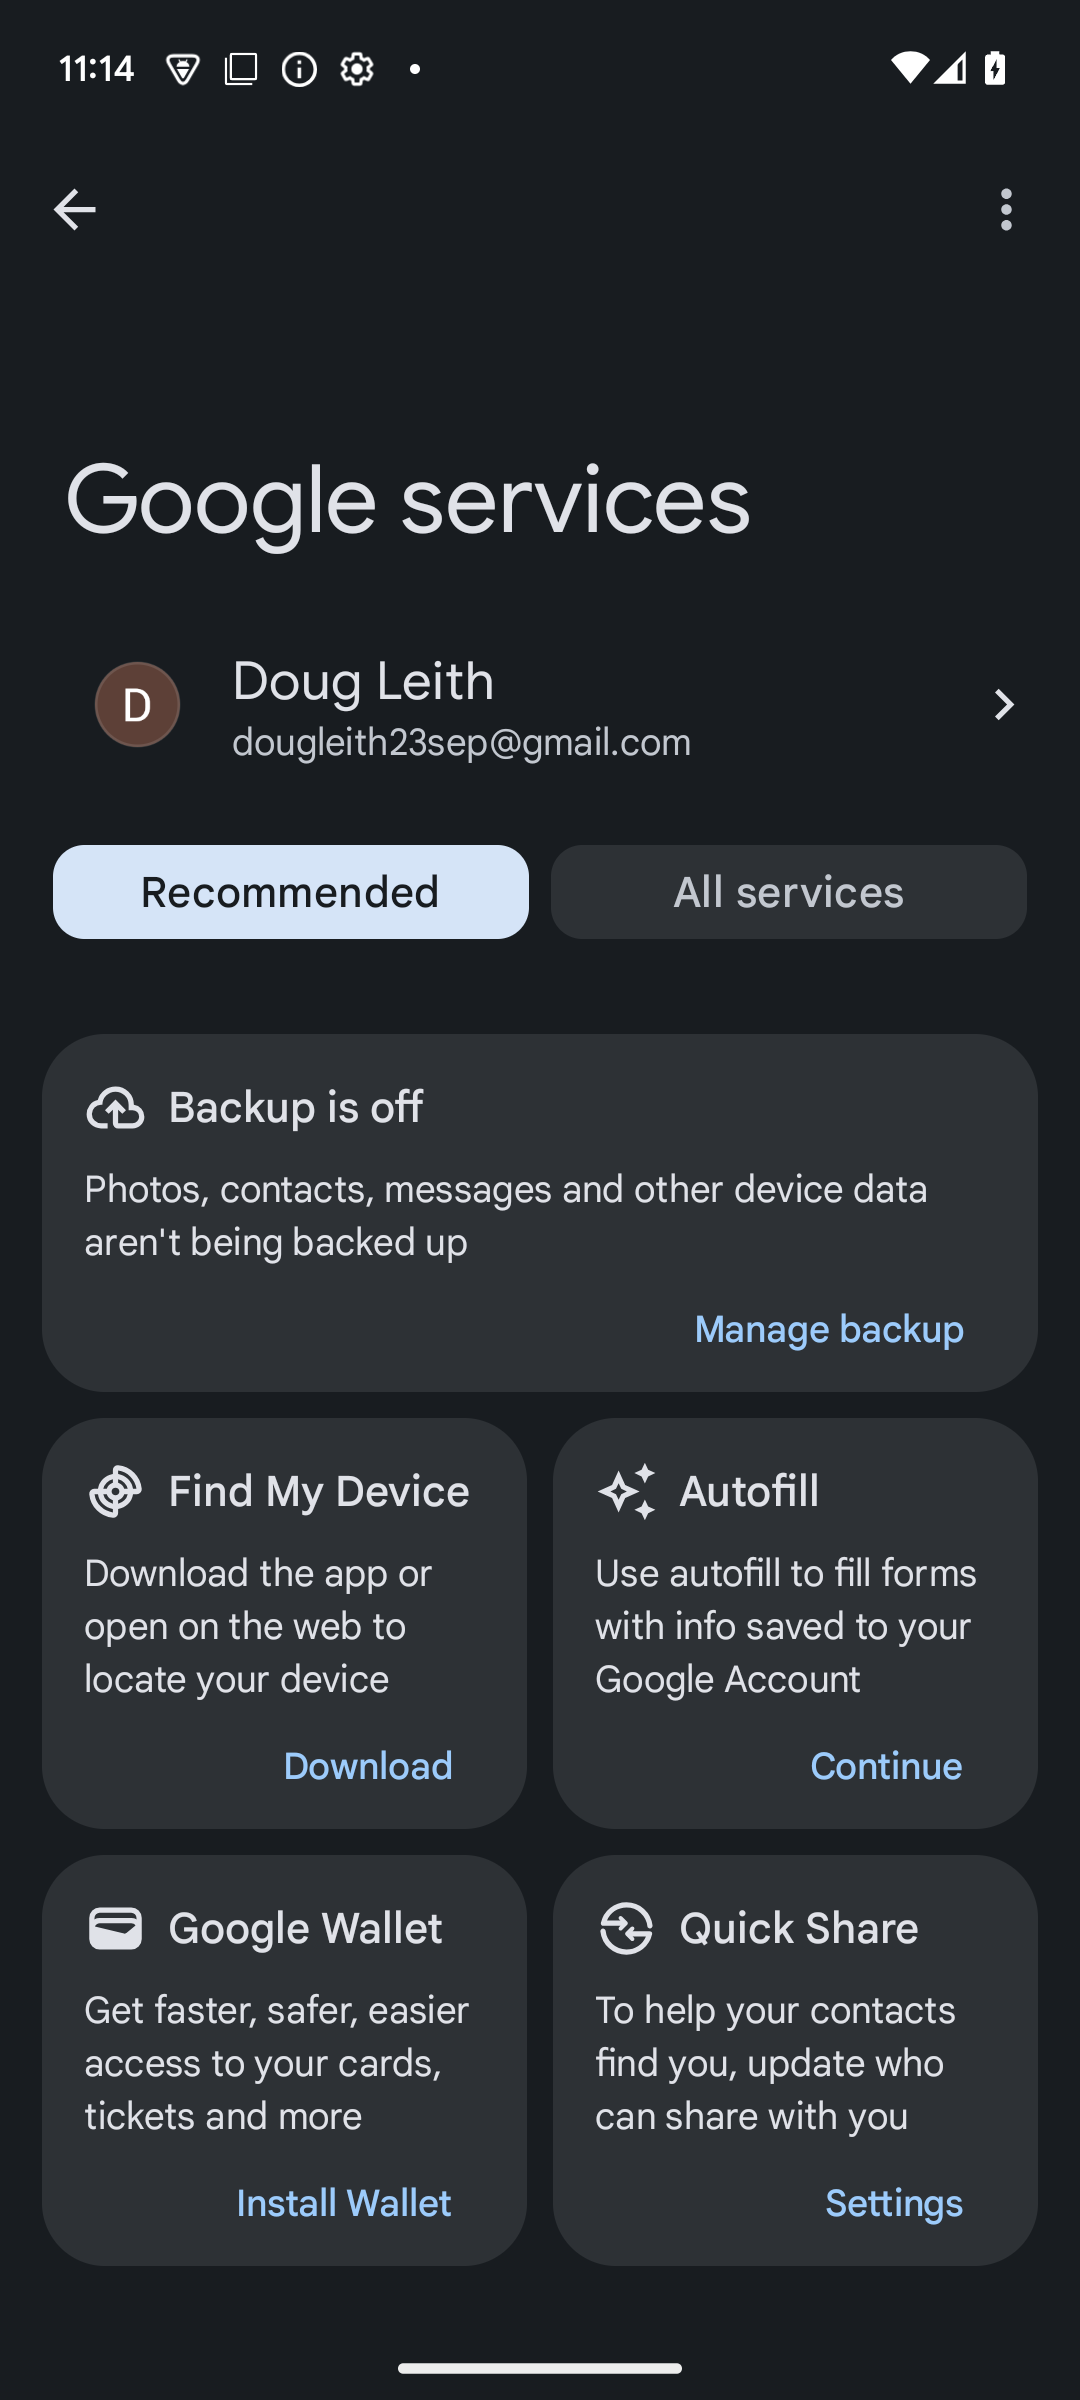 11:14
Google services
D
Doug Leith
dougleith23sep@gmail.com
Recommended
All services
Backup is off
Photos, contacts, messages and other device data
aren't being backed up
Manage backup
Find My Device
Download the app or
open on the web to
locate your device
Download
Autofill
Use autofill to fill forms
with info saved to your
Google Account
Continue
Google Wallet
Get faster, safer, easier
access to your cards,
tickets and more
Install Wallet
Quick Share
To help your contacts
find you, update who
can share with you
Settings